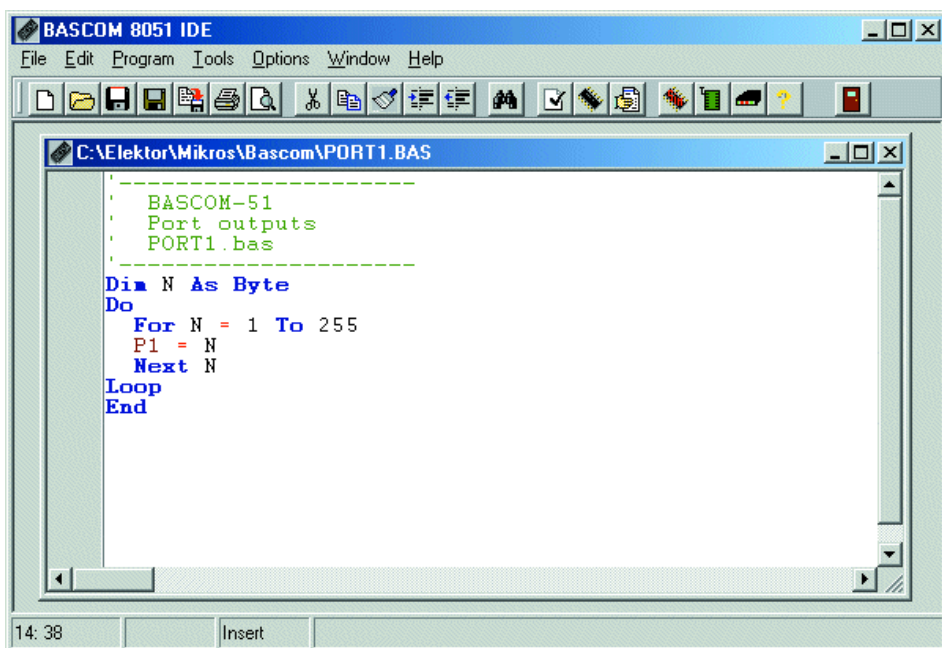 BASCOM 8051 IDE
File Edit Program Tools Options Window Help
C:\Elektor\Mikros\Bascom\PORT1.BAS
'---------------------
'  BASCOM-51
'  Port outputs
'  PORT1.bas
'---------------------
Dim N As Byte
Do
  For N = 1 To 255
  P1 = N
  Next N
Loop
End
14: 38 Insert